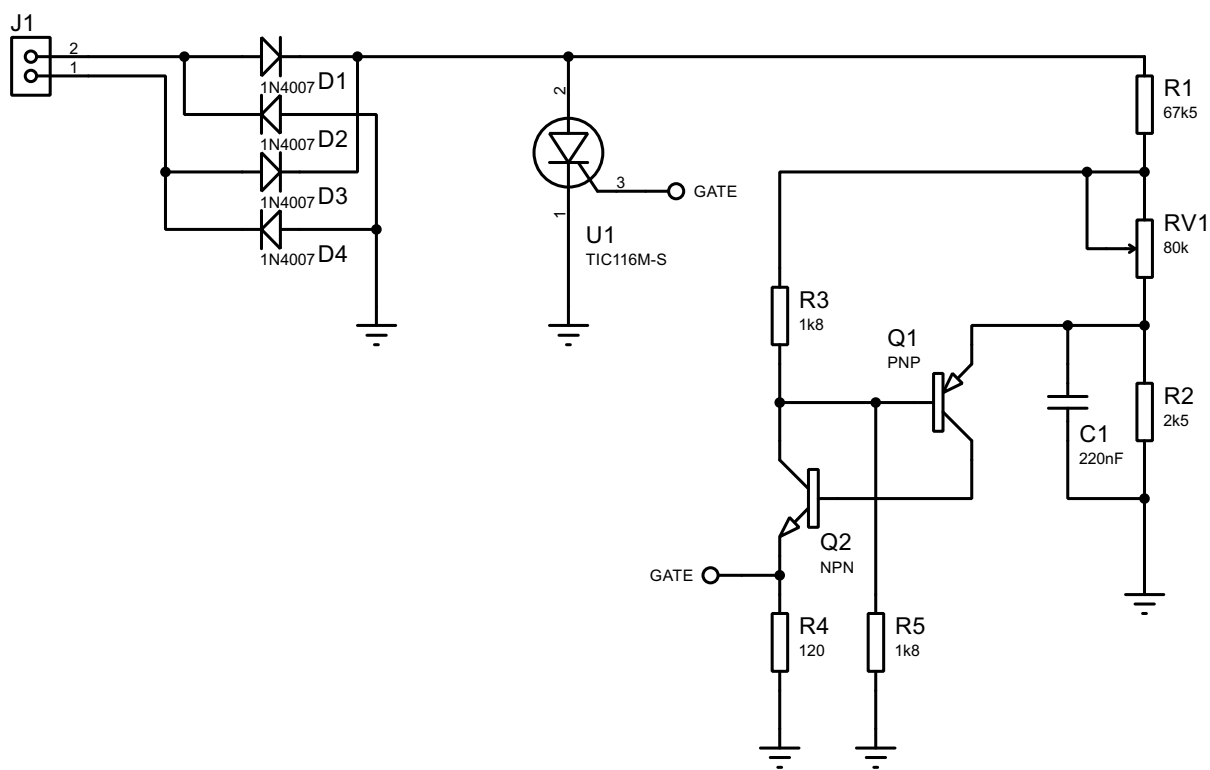 J1
2
1
1N4007 D1
1N4007 D2
1N4007 D3
1N4007 D4
2
3
GATE
1
U1
TIC116M-S
R1
67k5
RV1
80k
R3
1k8
Q1
PNP
C1
220nF
R2
2k5
Q2
NPN
GATE
R4
120
R5
1k8